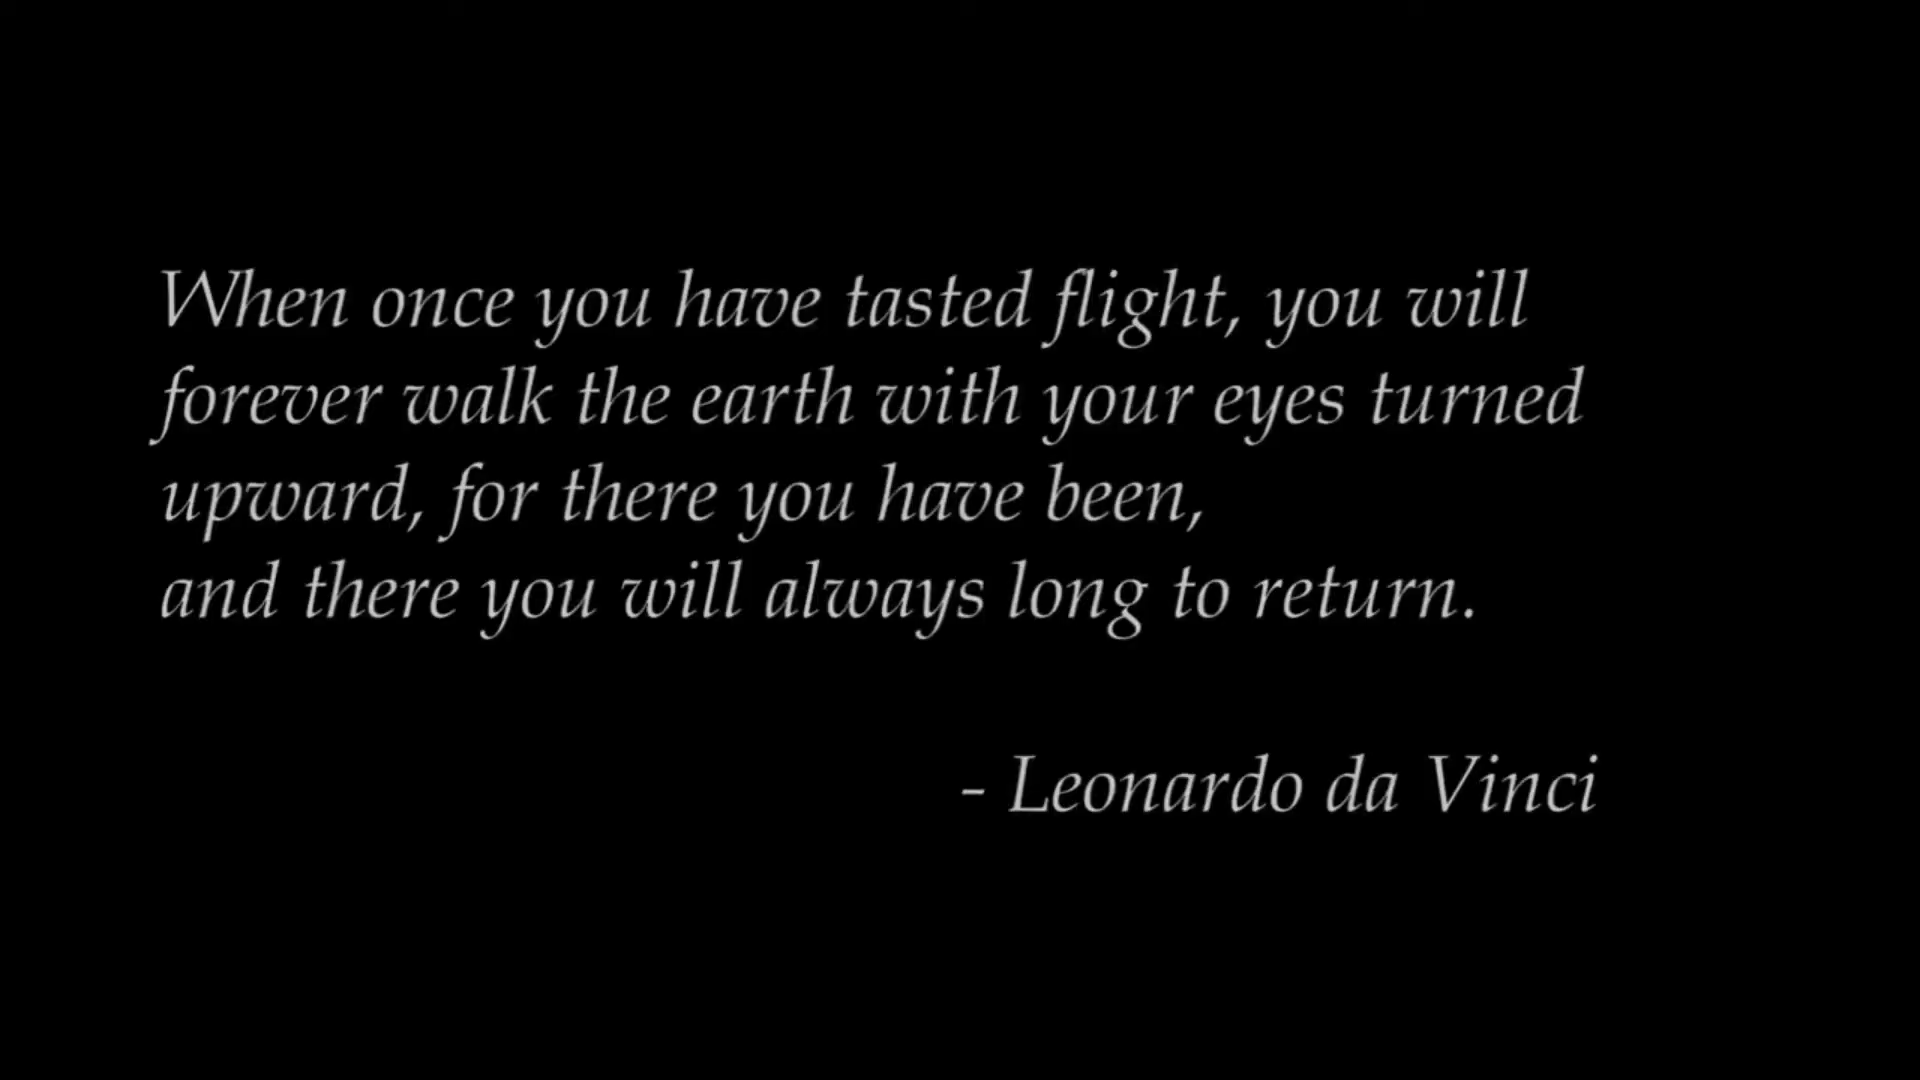 When once you have tasted flight, you will
forever walk the earth with your eyes turned
upward, for there you have been,
and there you will always long to return.
- Leonardo da Vinci